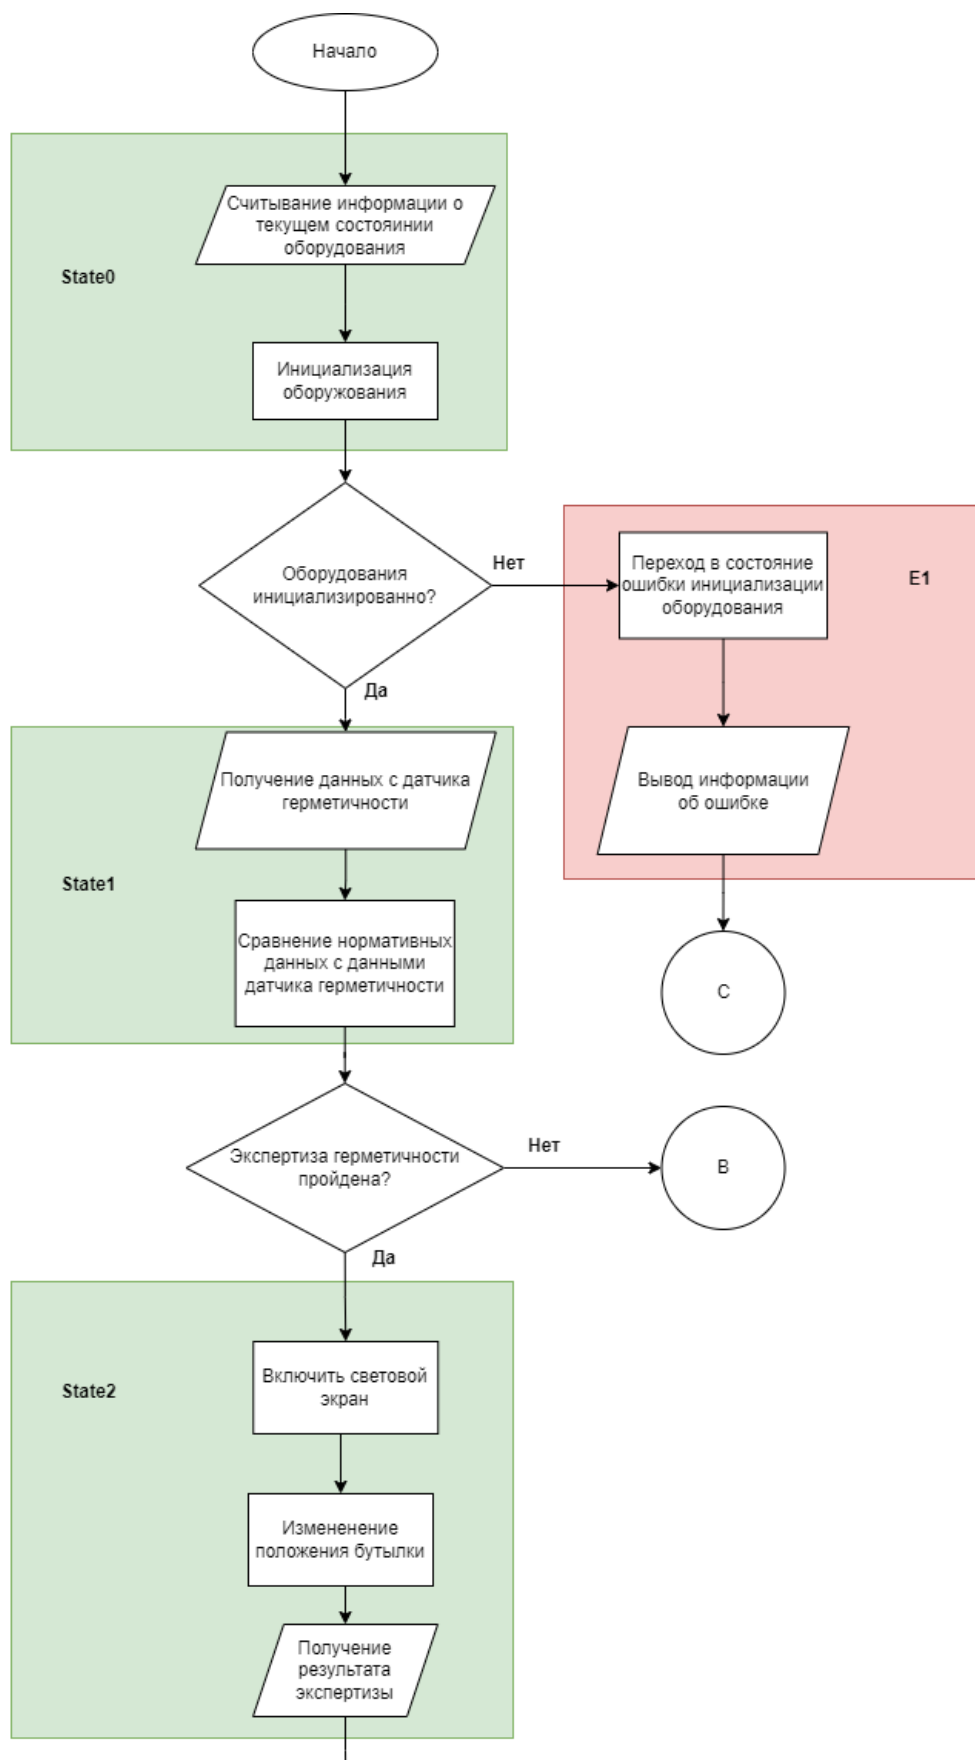 Начало
State0
Считывание информации о
текущем состояинии
оборудования
Инициализация
оборужования
Оборудования
инициализированно?
Нет
Переход в состояние
ошибки инициализации
оборудования
E1
Да
Вывод информации
об ошибке
State1
Получение данных с датчика
герметичности
Сравнение нормативных
данных с данными
датчика герметичности
C
Экспертиза герметичности
пройдена?
Нет
B
Да
State2
Включить световой
экран
Измененение
положения бутылки
Получение
результата
экспертизы